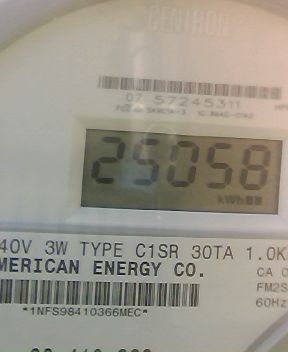 CENTRON
07 57245311
25058
kWh
40V 3W TYPE C1SR 30TA 1.0K
MERICAN ENERGY CO.
CA 0
FM2S
60Hz
*1NFS98410366MEC*